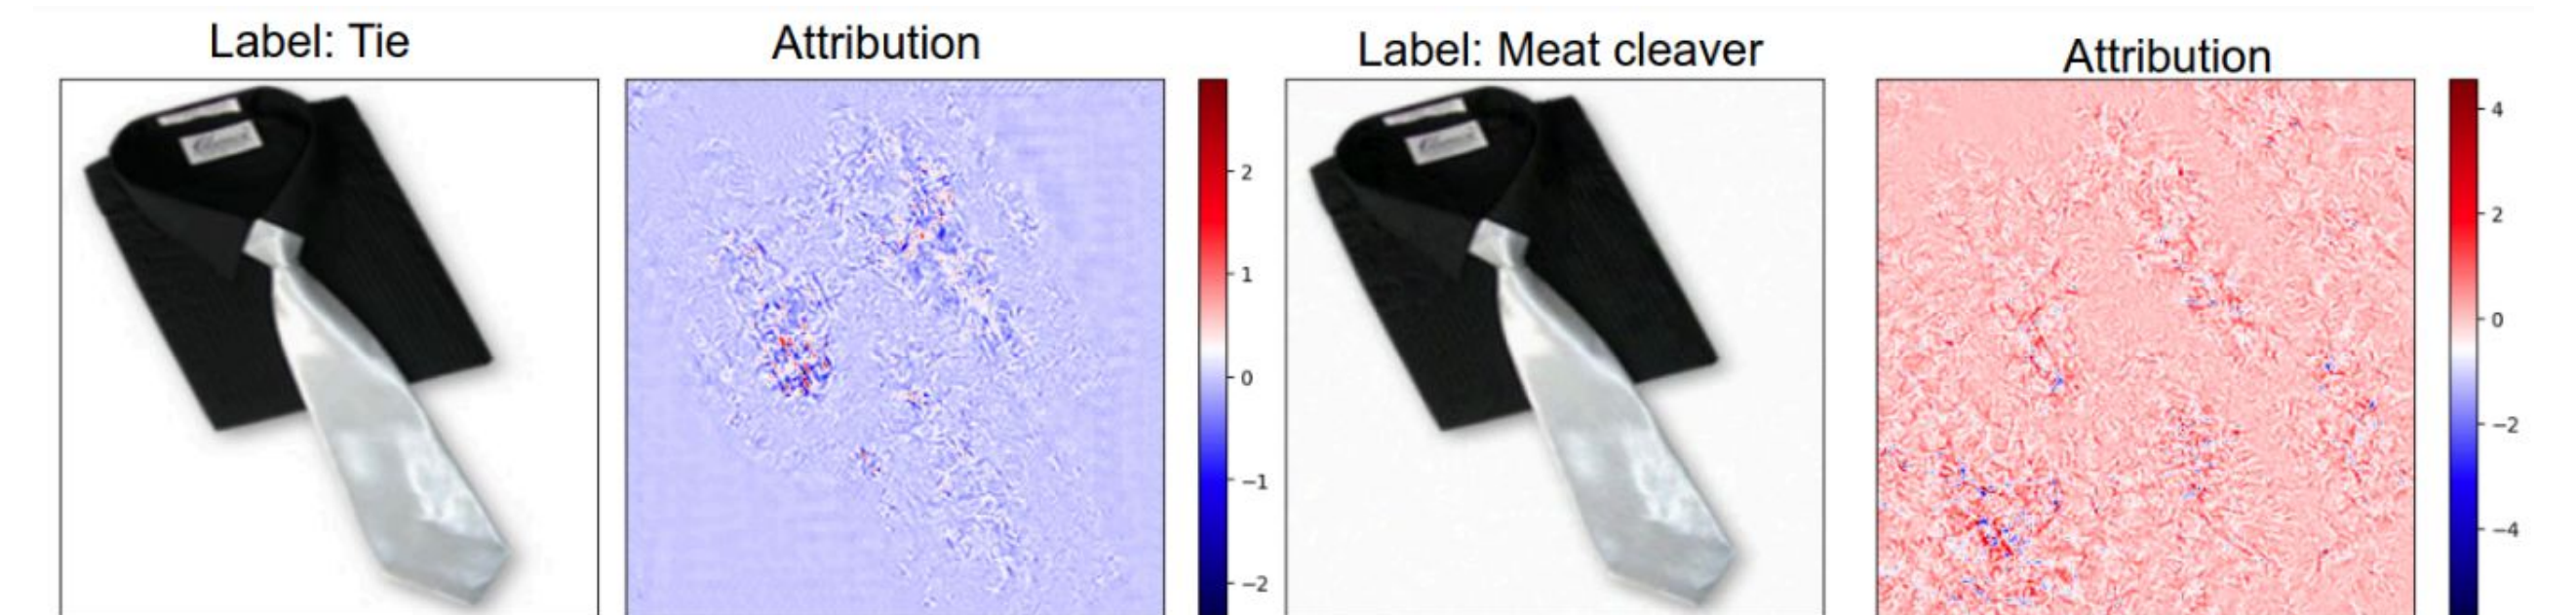 Label: Tie
Attribution
Label: Meat cleaver
Attribution
2
1
0
−1
−2
4
2
0
−2
−4